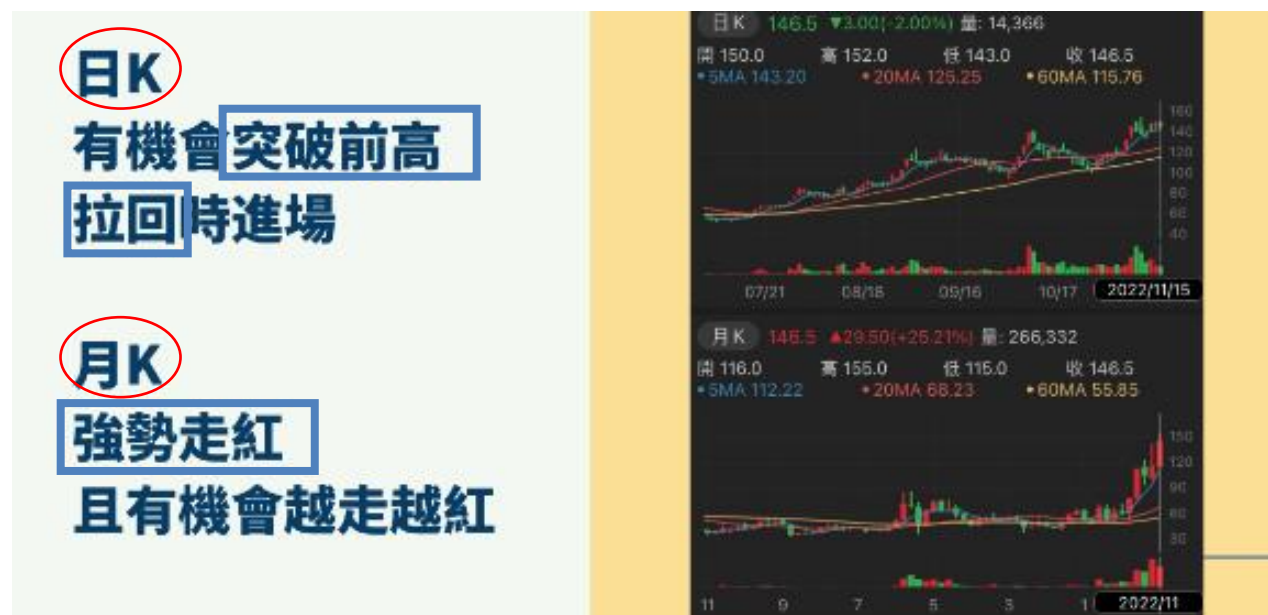 日K
有機會突破前高
拉回時進場
月K
強勢走紅
且有機會越走越紅
日K 146.5 ▼3.00(-2.00%) 量: 14,366
開 150.0 高 152.0 低 143.0 收 146.5
•5MA 143.20 •20MA 125.25 •60MA 115.76
160
140
120
100
80
60
40
07/21 08/18 09/16 10/17 2022/11/15
月K 146.5 ▲29.50(+25.21%) 量: 266,332
開 116.0 高 155.0 低 115.0 收 146.5
•5MA 112.22 •20MA 68.23 •60MA 55.85
150
120
90
60
30
11 9 7 5 3 1 2022/11